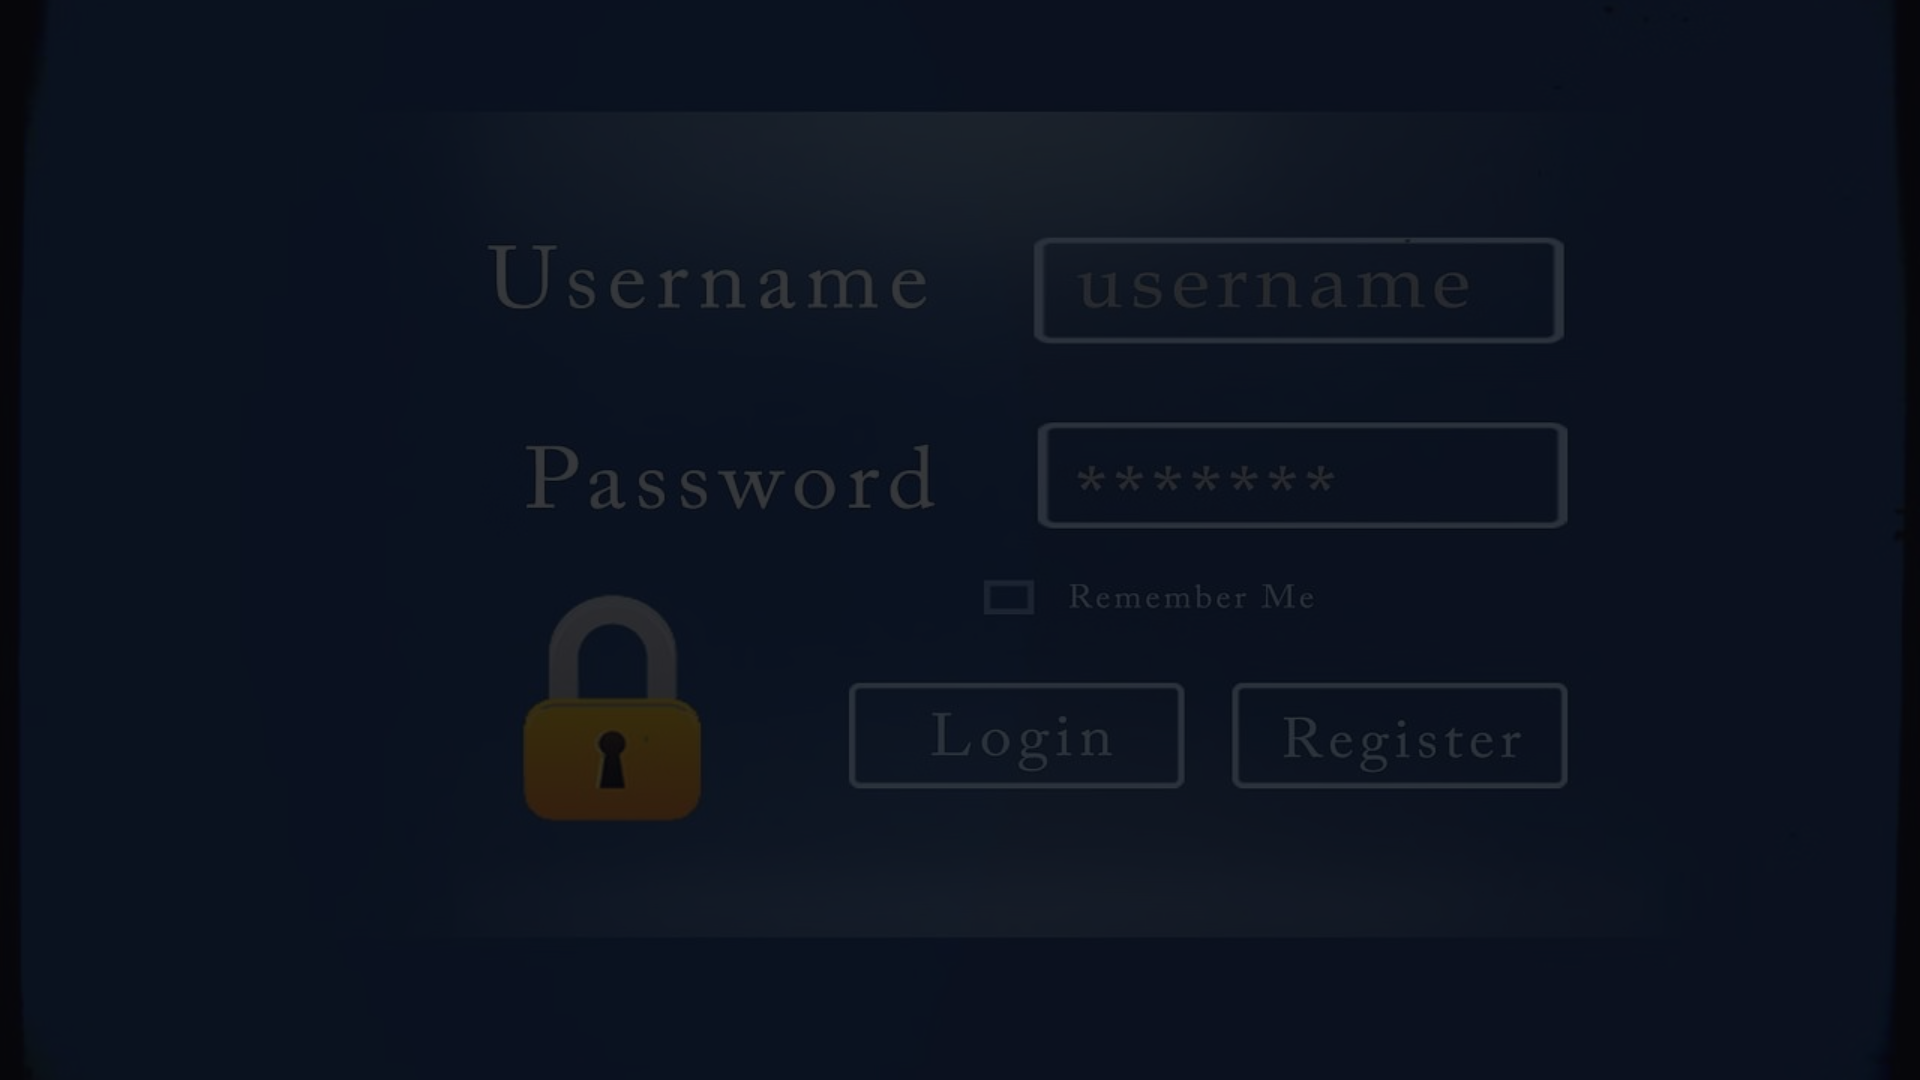 Username username
Password *******
Remember Me
Login Register